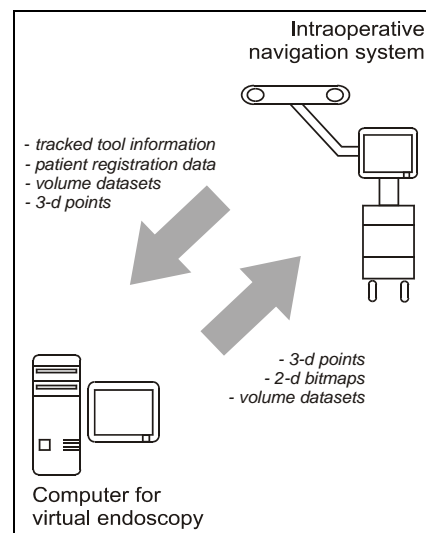 Intraoperative
navigation system
- tracked tool information
- patient registration data
- volume datasets
- 3-d points
- 3-d points
- 2-d bitmaps
- volume datasets
Computer for
virtual endoscopy